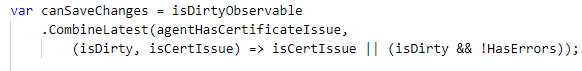 var canSaveChanges = isDirtyObservable
.CombineLatest(agentHasCertificateIssue,
(isDirty, isCertIssue) => isCertIssue || (isDirty && !HasErrors));